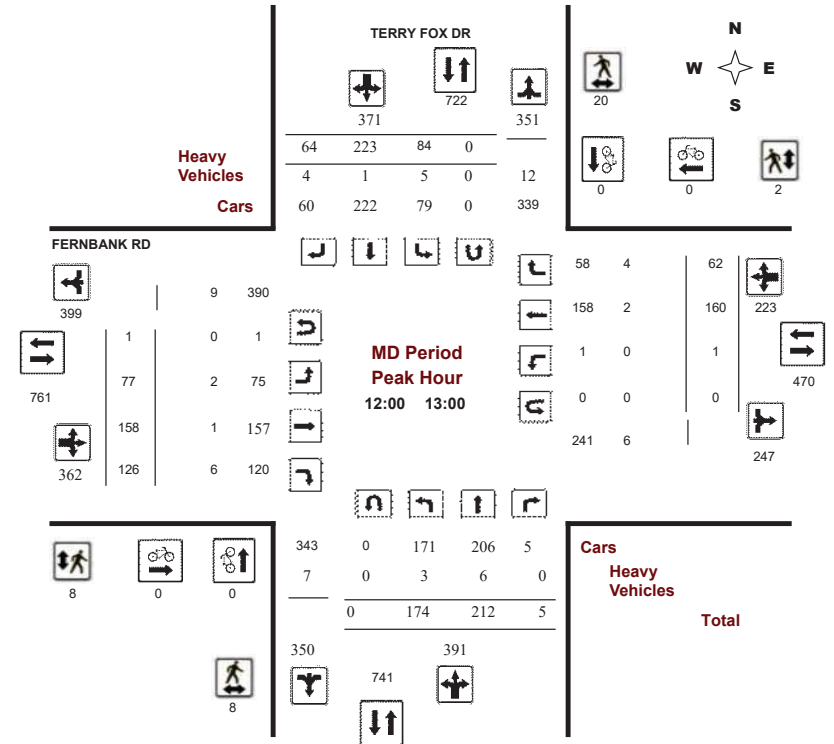 TERRY FOX DR
N
W E
S
722
20
371 351
64 223 84 0
Heavy
Vehicles
4 1 5 0 12
Cars
60 222 79 0 339
0 0 2
FERNBANK RD
399
9 390
58 4 62
223
1 0 1
158 2 160
761
77 2 75
MD Period
Peak Hour
12:00 13:00
1 0 1
470
158 1 157
0 0 0
362
126 6 120
241 6
247
343 0 171 206 5
Cars
7 0 3 6 0
Heavy
Vehicles
0 174 212 5
Total
8 0 0
350 391
741
8